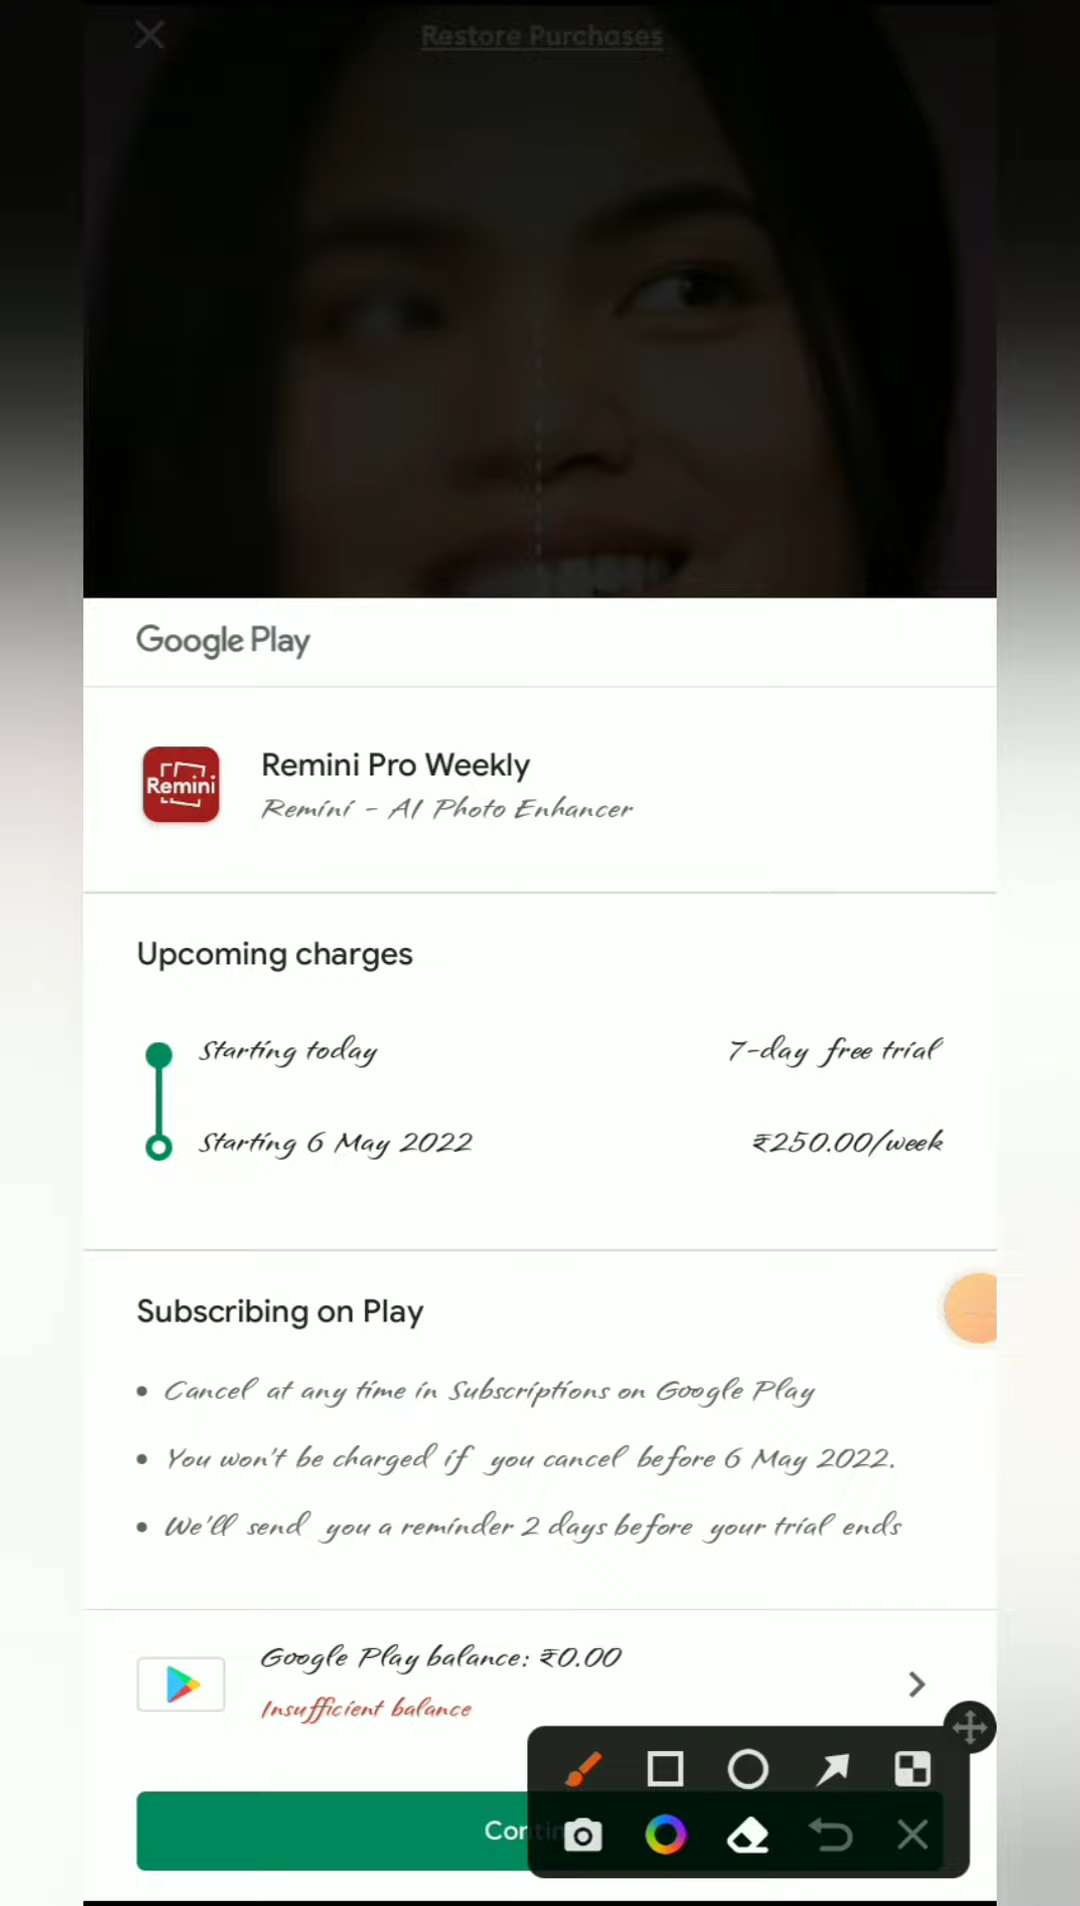 Restore Purchases
Google Play
Remini
Remini Pro Weekly
Remini - AI Photo Enhancer
Upcoming charges
Starting today 7-day free trial
Starting 6 May 2022 ₹250.00/week
Subscribing on Play
• Cancel at any time in Subscriptions on Google Play
• You won't be charged if you cancel before 6 May 2022.
• We'll send you a reminder 2 days before your trial ends
Google Play balance: ₹0.00
Insufficient balance